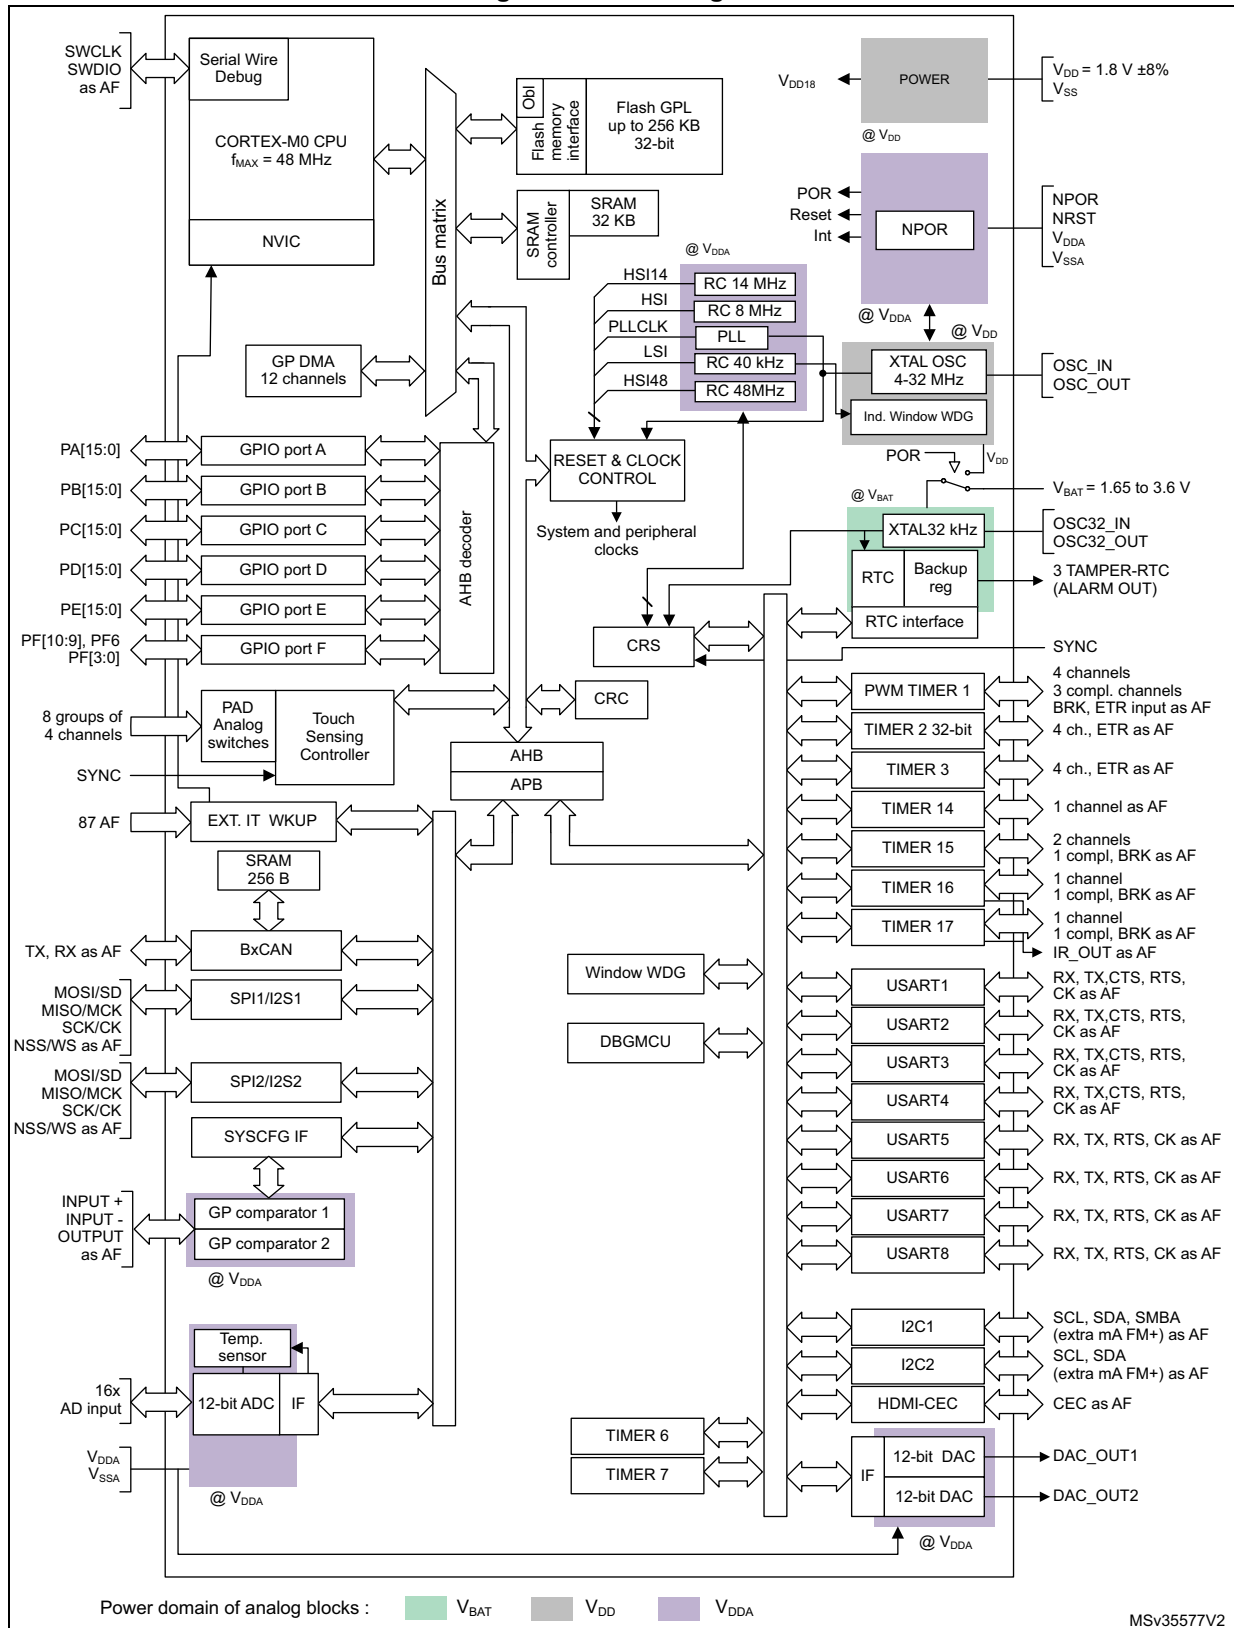 SWCLK
SWDIO
as AF
Serial Wire
Debug
CORTEX-M0 CPU
fMAX = 48 MHz
NVIC
Bus matrix
Obl
Flash
memory
interface
Flash GPL
up to 256 KB
32-bit
SRAM
controller
SRAM
32 KB
VDD18
POWER
VDD = 1.8 V ±8%
VSS
@ VDD
POR
Reset
Int
NPOR
NPOR
NRST
VDDA
VSSA
@ VDDA
@ VDDA
HSI14
RC 14 MHz
HSI
RC 8 MHz
PLLCLK
PLL
LSI
RC 40 kHz
HSI48
RC 48MHz
@ VDD
XTAL OSC
4-32 MHz
OSC_IN
OSC_OUT
Ind. Window WDG
GP DMA
12 channels
PA[15:0]
GPIO port A
PB[15:0]
GPIO port B
PC[15:0]
GPIO port C
PD[15:0]
GPIO port D
PE[15:0]
GPIO port E
PF[10:9], PF6
PF[3:0]
GPIO port F
AHB decoder
RESET & CLOCK
CONTROL
System and peripheral
clocks
POR
VDD
VBAT = 1.65 to 3.6 V
@ VBAT
XTAL32 kHz
OSC32_IN
OSC32_OUT
RTC
Backup
reg
3 TAMPER-RTC
(ALARM OUT)
RTC interface
CRS
SYNC
8 groups of
4 channels
PAD
Analog
switches
Touch
Sensing
Controller
SYNC
CRC
AHB
APB
87 AF
EXT. IT WKUP
SRAM
256 B
TX, RX as AF
BxCAN
MOSI/SD
MISO/MCK
SCK/CK
NSS/WS as AF
SPI1/I2S1
MOSI/SD
MISO/MCK
SCK/CK
NSS/WS as AF
SPI2/I2S2
SYSCFG IF
INPUT +
INPUT -
OUTPUT
as AF
GP comparator 1
GP comparator 2
@ VDDA
Temp.
sensor
16x
AD input
12-bit ADC
IF
VDDA
VSSA
@ VDDA
Window WDG
DBGMCU
TIMER 6
TIMER 7
PWM TIMER 1
4 channels
3 compl. channels
BRK, ETR input as AF
TIMER 2 32-bit
4 ch., ETR as AF
TIMER 3
4 ch., ETR as AF
TIMER 14
1 channel as AF
TIMER 15
2 channels
1 compl, BRK as AF
TIMER 16
1 channel
1 compl, BRK as AF
TIMER 17
1 channel
1 compl, BRK as AF
IR_OUT as AF
USART1
RX, TX,CTS, RTS,
CK as AF
USART2
RX, TX,CTS, RTS,
CK as AF
USART3
RX, TX,CTS, RTS,
CK as AF
USART4
RX, TX,CTS, RTS,
CK as AF
USART5
RX, TX, RTS, CK as AF
USART6
RX, TX, RTS, CK as AF
USART7
RX, TX, RTS, CK as AF
USART8
RX, TX, RTS, CK as AF
I2C1
SCL, SDA, SMBA
(extra mA FM+) as AF
I2C2
SCL, SDA
(extra mA FM+) as AF
HDMI-CEC
CEC as AF
IF
12-bit DAC
DAC_OUT1
12-bit DAC
DAC_OUT2
@ VDDA
Power domain of analog blocks :
VBAT
VDD
VDDA
MSv35577V2